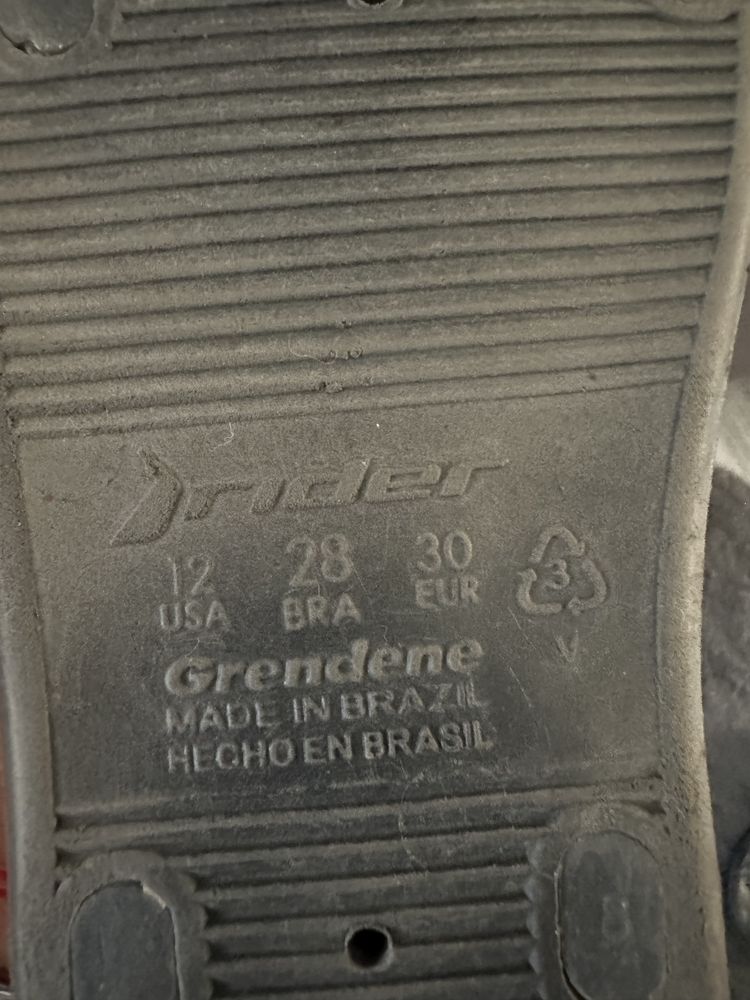 rider
12 28 30
USA BRA EUR
3
V
Grendene
MADE IN BRAZIL
HECHO EN BRASIL